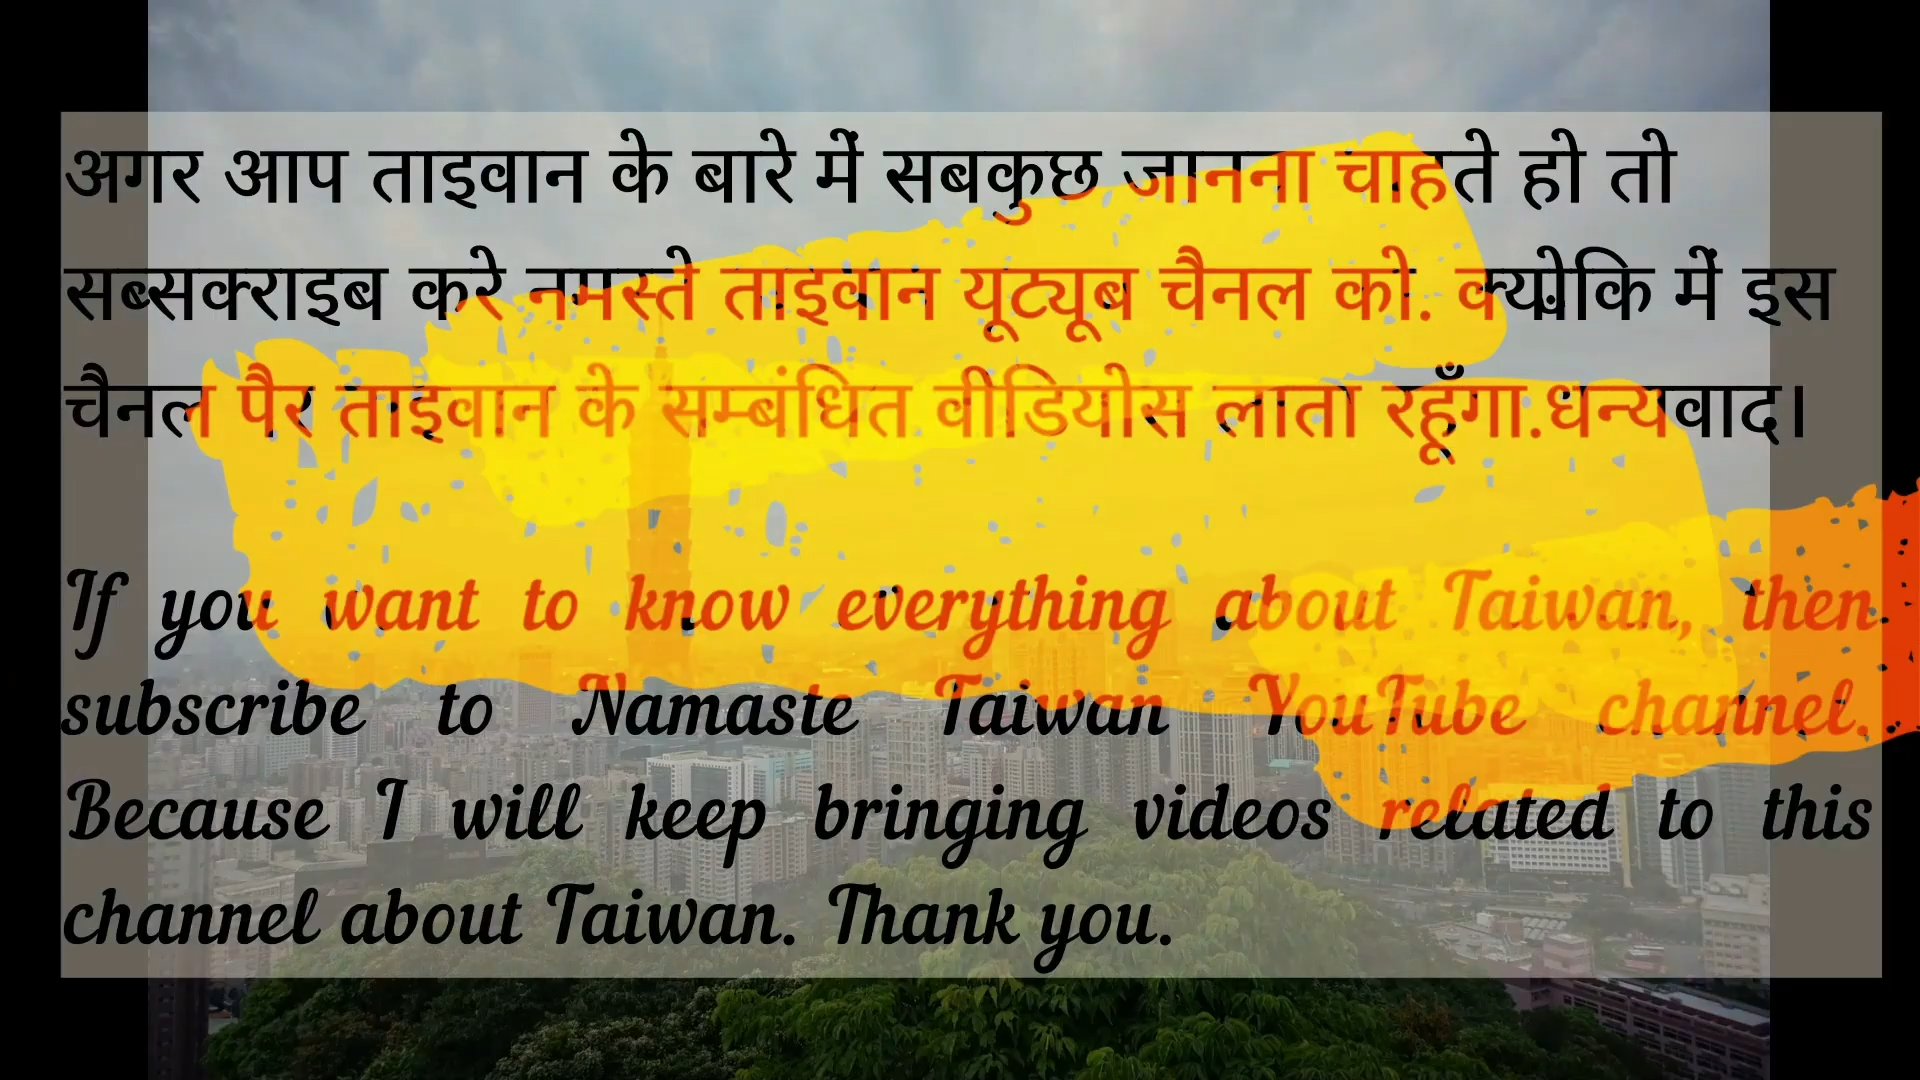 अगर आप ताइवान के बारे में सबकुछ जानना चाहते हो तो
सब्सक्राइब करे नमस्ते ताइवान यूट्यूब चैनल को. क्योकि में इस
चैनल पैर ताइवान के सम्बंधित वीडियोस लाता रहूँगा.धन्यवाद।
If you want to know everything about Taiwan, then
subscribe to Namaste Taiwan YouTube channel.
Because I will keep bringing videos related to this
channel about Taiwan. Thank you.